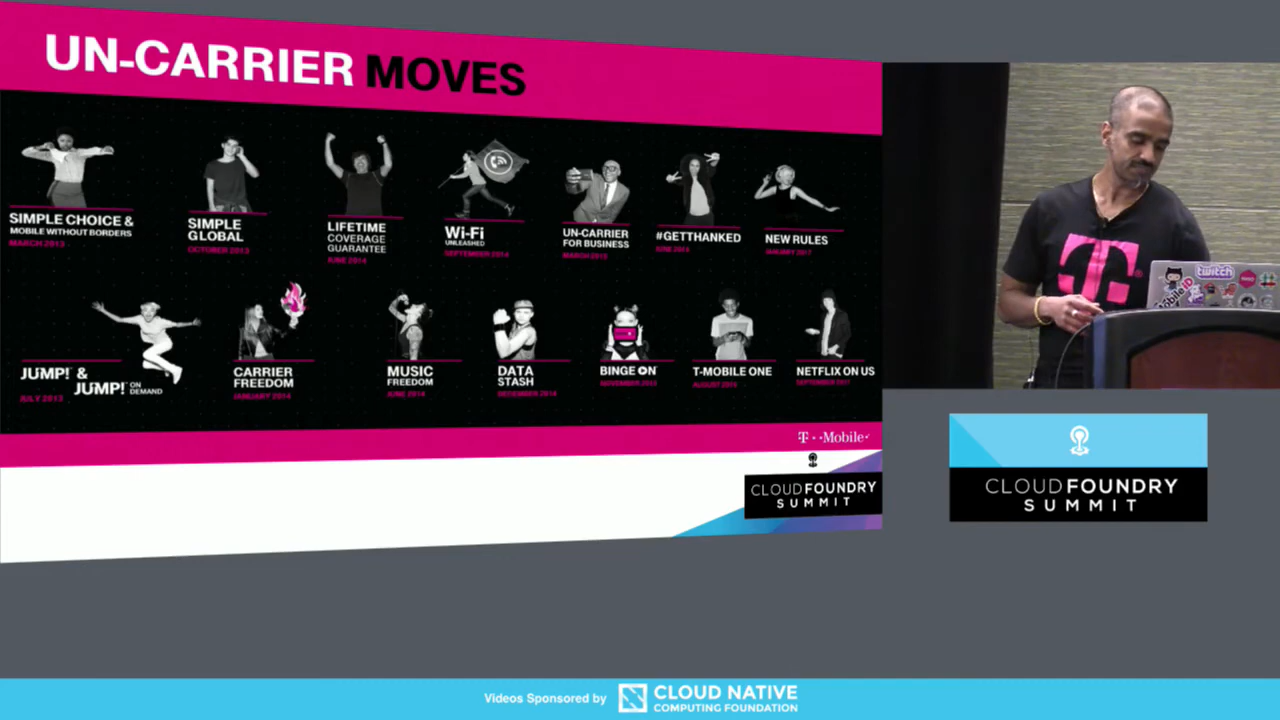 UN-CARRIER MOVES
SIMPLE CHOICE &
MOBILE WITHOUT BORDERS
MARCH 2013
SIMPLE
GLOBAL
OCTOBER 2013
LIFETIME
COVERAGE
GUARANTEE
JUNE 2014
Wi-Fi
UNLEASHED
SEPTEMBER 2014
UN-CARRIER
FOR BUSINESS
MARCH 2015
#GETTHANKED
JUNE 2016
NEW RULES
JANUARY 2017
JUMP! &
JUMP! ON DEMAND
JULY 2013
CARRIER
FREEDOM
JANUARY 2014
MUSIC
FREEDOM
JUNE 2014
DATA
STASH
DECEMBER 2014
BINGE ON
NOVEMBER 2015
T-MOBILE ONE
AUGUST 2016
NETFLIX ON US
SEPTEMBER 2017
T··Mobile·
CLOUD FOUNDRY
SUMMIT
T
twitch
Mobile ID
CLOUD FOUNDRY
SUMMIT
Videos Sponsored by
CLOUD NATIVE
COMPUTING FOUNDATION